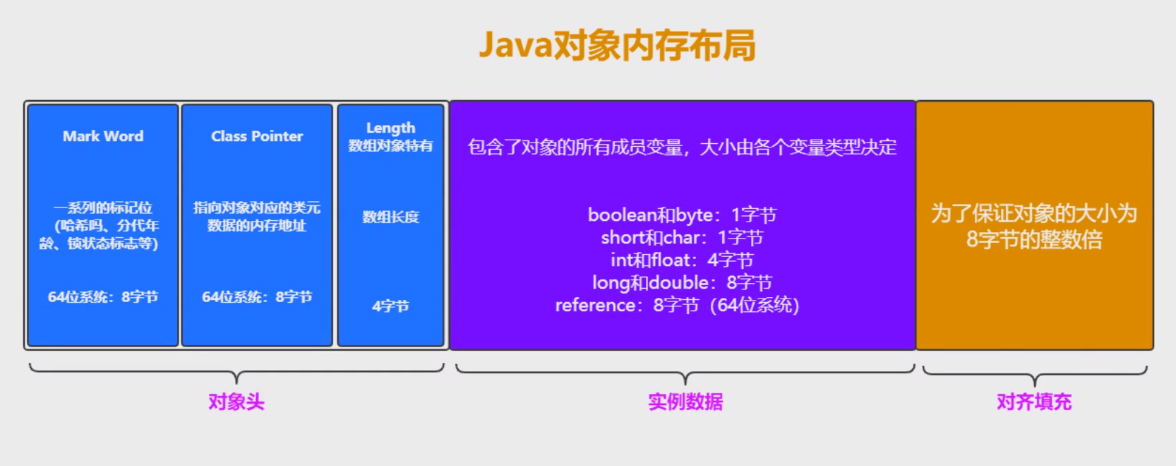 Java对象内存布局
Mark Word
一系列的标记位
(哈希吗、分代年
龄、锁状态标志等)
64位系统：8字节
Class Pointer
指向对象对应的类元
数据的内存地址
64位系统：8字节
Length
数组对象特有
数组长度
4字节
包含了对象的所有成员变量，大小由各个变量类型决定
boolean和byte：1字节
short和char：1字节
int和float：4字节
long和double：8字节
reference：8字节（64位系统）
为了保证对象的大小为
8字节的整数倍
对象头
实例数据
对齐填充